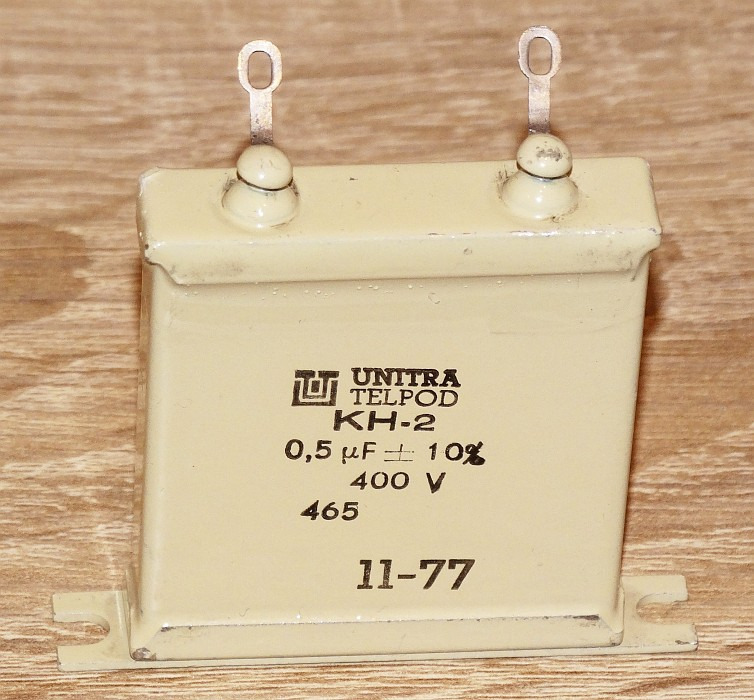 UNITRA
TELPOD
KH-2
0,5 µF ± 10%
400 V
465
11-77